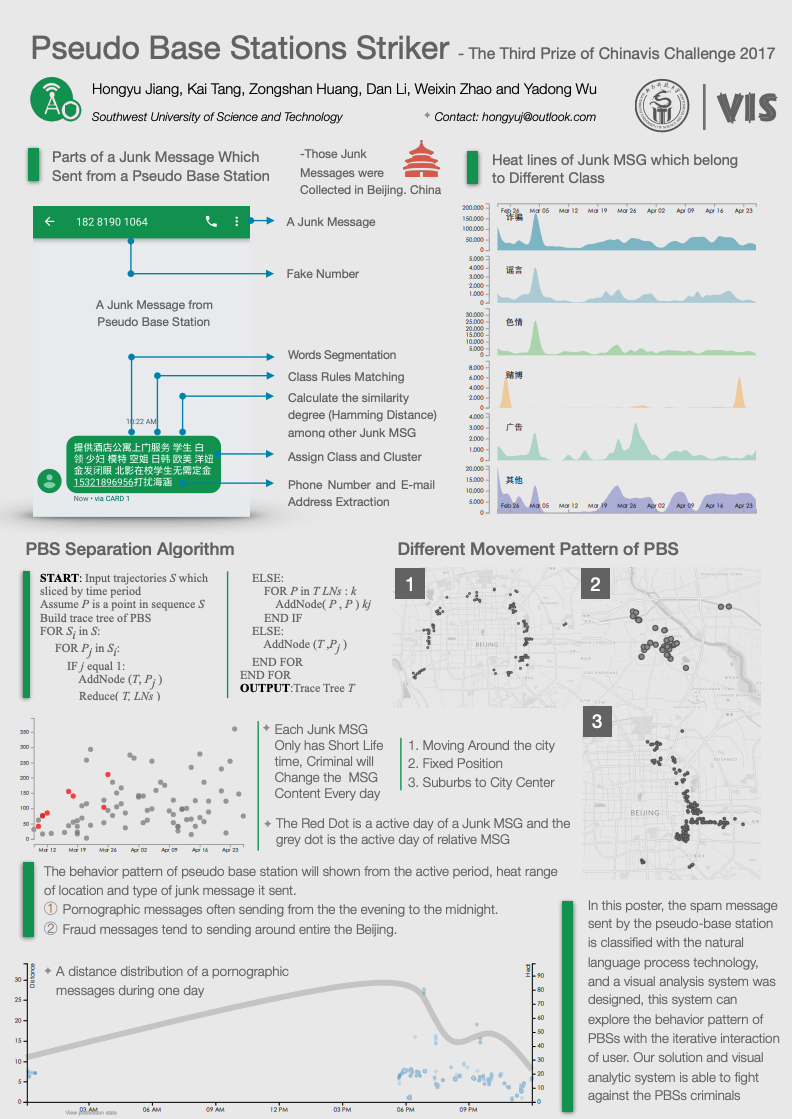 Pseudo Base Stations Striker - The Third Prize of Chinavis Challenge 2017
Hongyu Jiang, Kai Tang, Zongshan Huang, Dan Li, Weixin Zhao and Yadong Wu
Southwest University of Science and Technology
✦ Contact: hongyuj@outlook.com
VIS
Parts of a Junk Message Which
Sent from a Pseudo Base Station
-Those Junk
Messages were
Collected in Beijing. China
182 8190 1064
A Junk Message
Fake Number
A Junk Message from
Pseudo Base Station
Words Segmentation
Class Rules Matching
Calculate the similarity
degree (Hamming Distance)
among other Junk MSG
Assign Class and Cluster
Phone Number and E-mail
Address Extraction
10:22 AM
提供酒店公寓上门服务 学生 白
领 少妇 模特 空姐 日韩 欧美 洋妞
金发闭眼 北影在校学生无需定金
15321896956打扰海涵
Now • via CARD 1
Heat lines of Junk MSG which belong
to Different Class
Feb 26 Mar 05 Mar 12 Mar 19 Mar 26 Apr 02 Apr 09 Apr 16 Apr 23
200,000
150,000
100,000
50,000
0
诈骗
5,000
4,000
3,000
2,000
1,000
0
谣言
30,000
25,000
20,000
15,000
10,000
5,000
0
色情
8,000
6,000
4,000
2,000
0
赌博
4,000
3,000
2,000
1,000
0
广告
20,000
15,000
10,000
5,000
0
其他
Feb 26 Mar 05 Mar 12 Mar 19 Mar 26 Apr 02 Apr 09 Apr 16 Apr 23
PBS Separation Algorithm
START: Input trajectories S which
sliced by time period
Assume P is a point in sequence S
Build trace tree of PBS
FOR Si in S:
FOR Pj in Si:
IF j equal 1:
AddNode (T, Pj )
Reduce( T, LNs )
ELSE:
FOR P in T LNs : k
AddNode( P , P ) kj
END IF
ELSE:
AddNode (T ,Pj )
END FOR
END FOR
OUTPUT:Trace Tree T
Different Movement Pattern of PBS
1
BEIJING
2
3
BEIJING
350
300
250
200
150
100
50
0
Mar 12 Mar 19 Mar 26 Apr 02 Apr 09 Apr 16 Apr 23
✦ Each Junk MSG
Only has Short Life
time, Criminal will
Change the MSG
Content Every day
1. Moving Around the city
2. Fixed Position
3. Suburbs to City Center
✦ The Red Dot is a active day of a Junk MSG and the
grey dot is the active day of relative MSG
The behavior pattern of pseudo base station will shown from the active period, heat range
of location and type of junk message it sent.
① Pornographic messages often sending from the the evening to the midnight.
② Fraud messages tend to sending around entire the Beijing.
✦ A distance distribution of a pornographic
messages during one day
Distance
30
25
20
15
10
5
0
Heat
90
80
70
60
50
40
30
20
10
0
03 AM 06 AM 09 AM 12 PM 03 PM 06 PM 09 PM
View publication stats
In this poster, the spam message
sent by the pseudo-base station
is classified with the natural
language process technology,
and a visual analysis system was
designed, this system can
explore the behavior pattern of
PBSs with the iterative interaction
of user. Our solution and visual
analytic system is able to fight
against the PBSs criminals